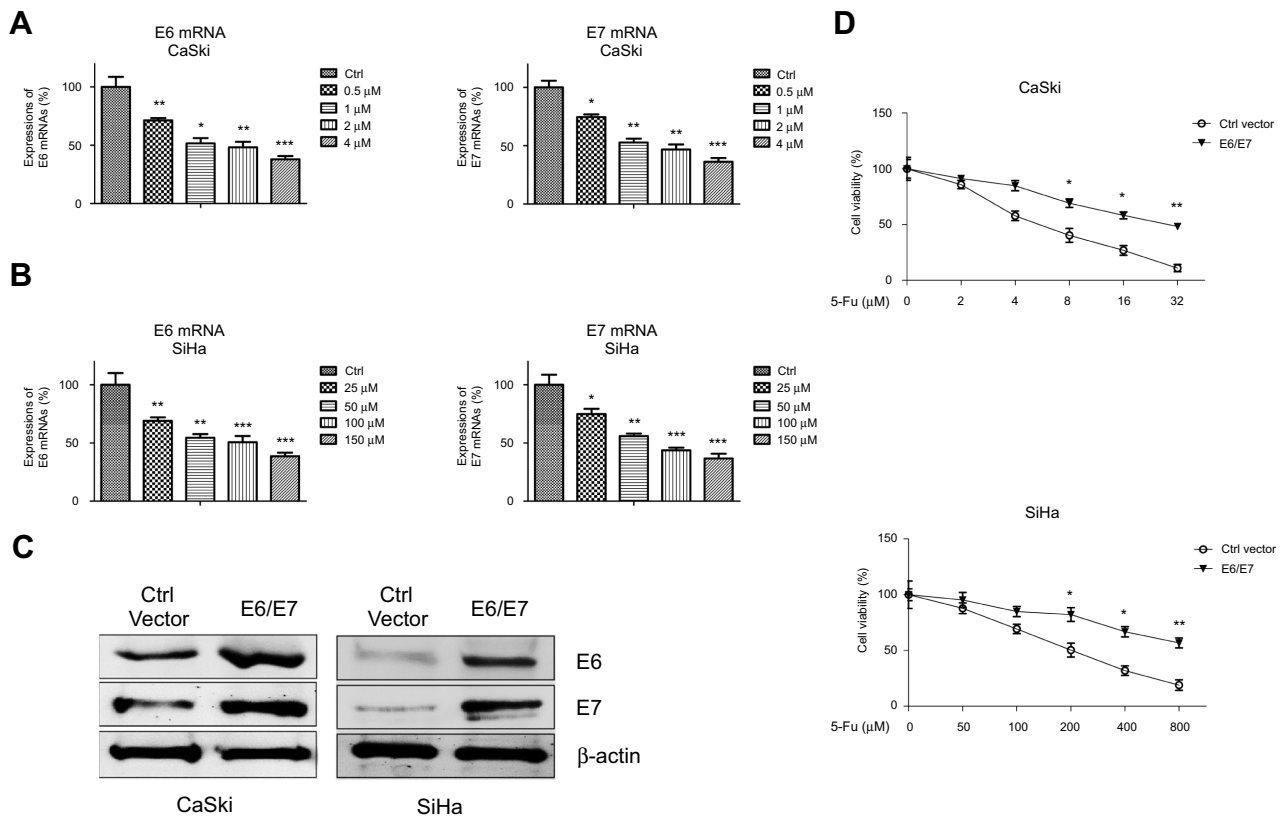 A
E6 mRNA
CaSki
Expressions of
E6 mRNAs (%)
100
50
0
** * ** ***
Ctrl
0.5 μM
1 μM
2 μM
4 μM
E7 mRNA
CaSki
Expressions of
E7 mRNAs (%)
100
50
0
* ** ** ***
Ctrl
0.5 μM
1 μM
2 μM
4 μM
B
E6 mRNA
SiHa
Expressions of
E6 mRNAs (%)
100
50
0
** ** *** ***
Ctrl
25 μM
50 μM
100 μM
150 μM
E7 mRNA
SiHa
Expressions of
E7 mRNAs (%)
100
50
0
* ** *** ***
Ctrl
25 μM
50 μM
100 μM
150 μM
C
Ctrl
Vector
E6/E7
Ctrl
Vector
E6/E7
E6
E7
β-actin
CaSki
SiHa
D
CaSki
Cell viability (%)
150
100
50
0
* * **
Ctrl vector
E6/E7
5-Fu (μM) 0 2 4 8 16 32
SiHa
Cell viability (%)
150
100
50
0
* * **
Ctrl vector
E6/E7
5-Fu (μM) 0 50 100 200 400 800